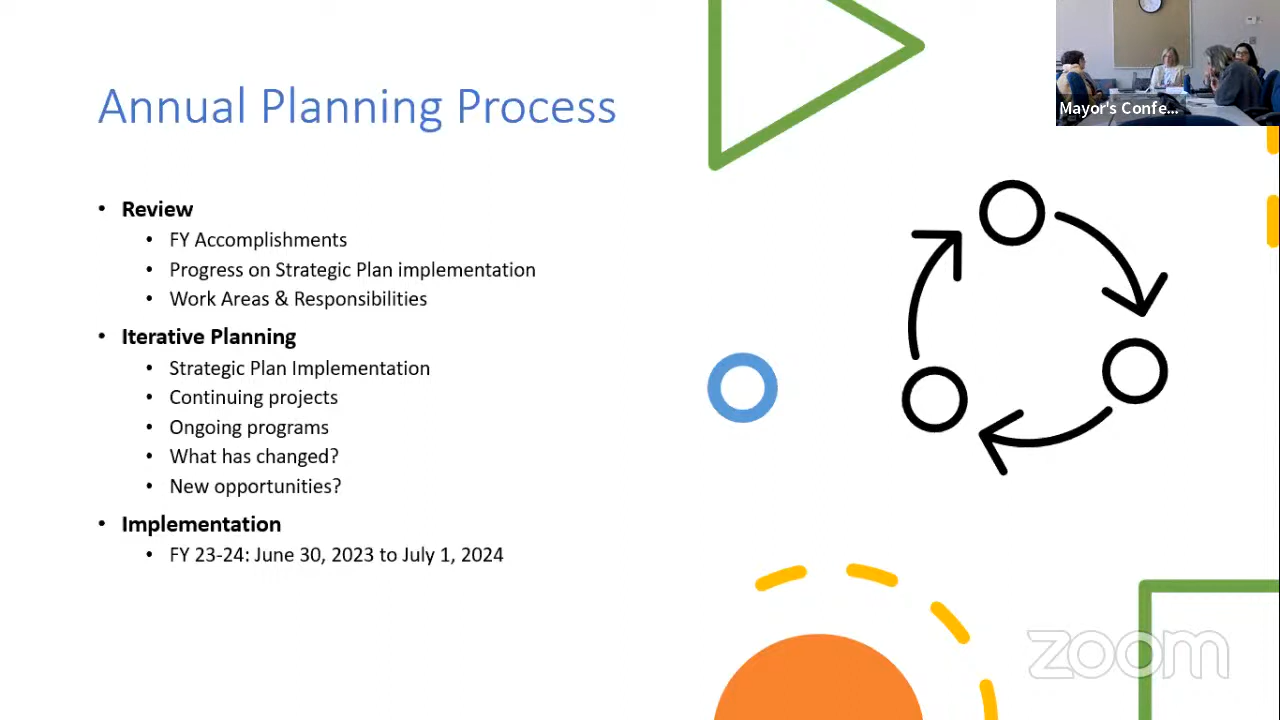 Annual Planning Process
Mayor's Confe...
• Review
• FY Accomplishments
• Progress on Strategic Plan implementation
• Work Areas & Responsibilities
• Iterative Planning
• Strategic Plan Implementation
• Continuing projects
• Ongoing programs
• What has changed?
• New opportunities?
• Implementation
• FY 23-24: June 30, 2023 to July 1, 2024
zoom